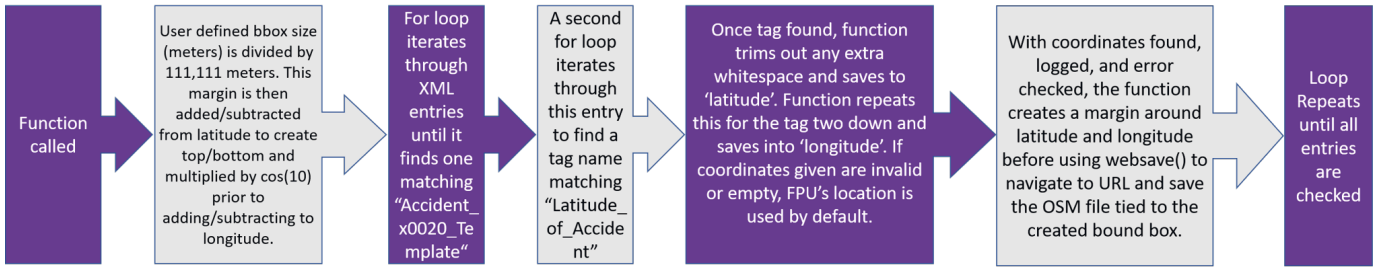 Function
called
User defined bbox size
(meters) is divided by
111,111 meters. This
margin is then
added/subtracted
from latitude to create
top/bottom and
multiplied by cos(10)
prior to
adding/subtracting to
longitude.
For loop
iterates
through
XML
entries
until it
finds one
matching
“Accident_
x0020_Te
mplate“
A second
for loop
iterates
through
this entry
to find a
tag name
matching
“Latitude_
of_Accide
nt”
Once tag found, function
trims out any extra
whitespace and saves to
‘latitude’. Function repeats
this for the tag two down and
saves into ‘longitude’. If
coordinates given are invalid
or empty, FPU’s location is
used by default.
With coordinates found,
logged, and error
checked, the function
creates a margin around
latitude and longitude
before using websave() to
navigate to URL and save
the OSM file tied to the
created bound box.
Loop
Repeats
until all
entries
are
checked